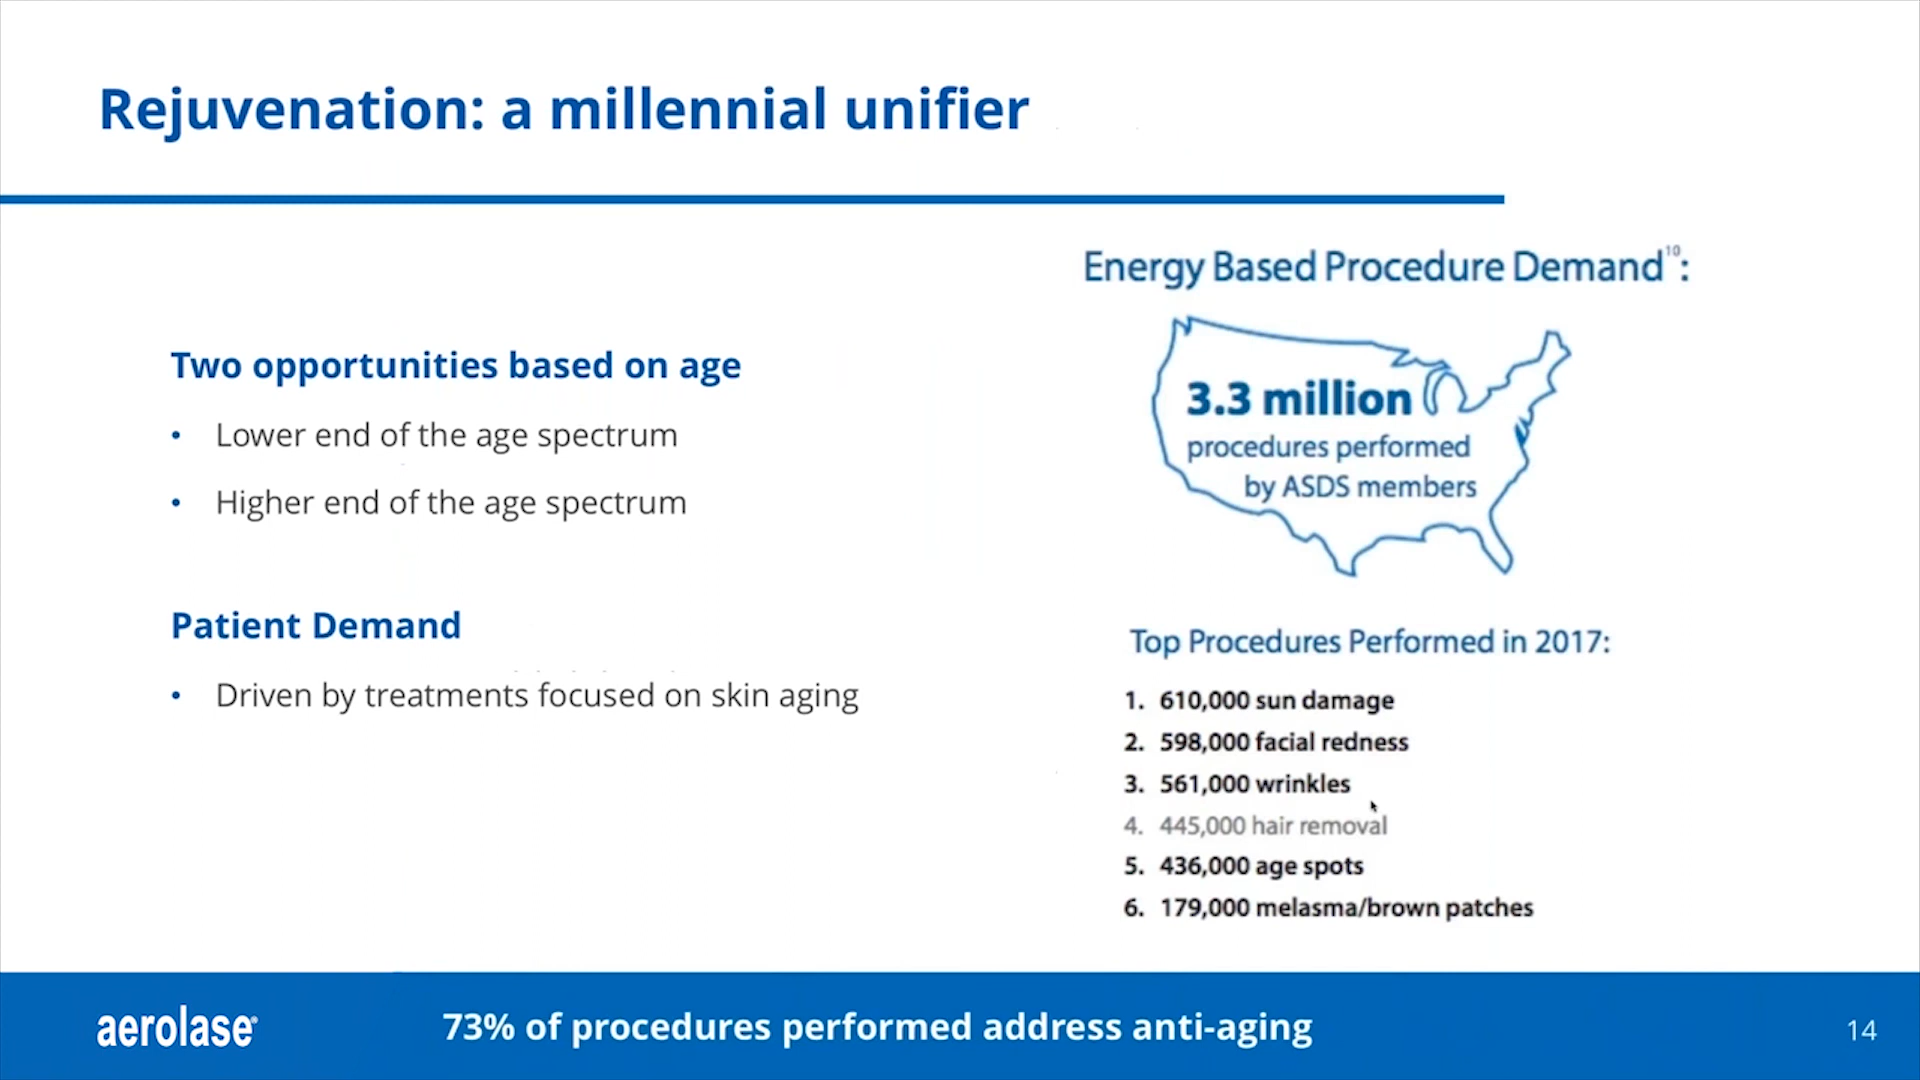 Rejuvenation: a millennial unifier
Two opportunities based on age
• Lower end of the age spectrum
• Higher end of the age spectrum
Patient Demand
• Driven by treatments focused on skin aging
Energy Based Procedure Demand¹⁰:
3.3 million
procedures performed
by ASDS members
Top Procedures Performed in 2017:
1. 610,000 sun damage
2. 598,000 facial redness
3. 561,000 wrinkles
4. 445,000 hair removal
5. 436,000 age spots
6. 179,000 melasma/brown patches
aerolase®
73% of procedures performed address anti-aging
14